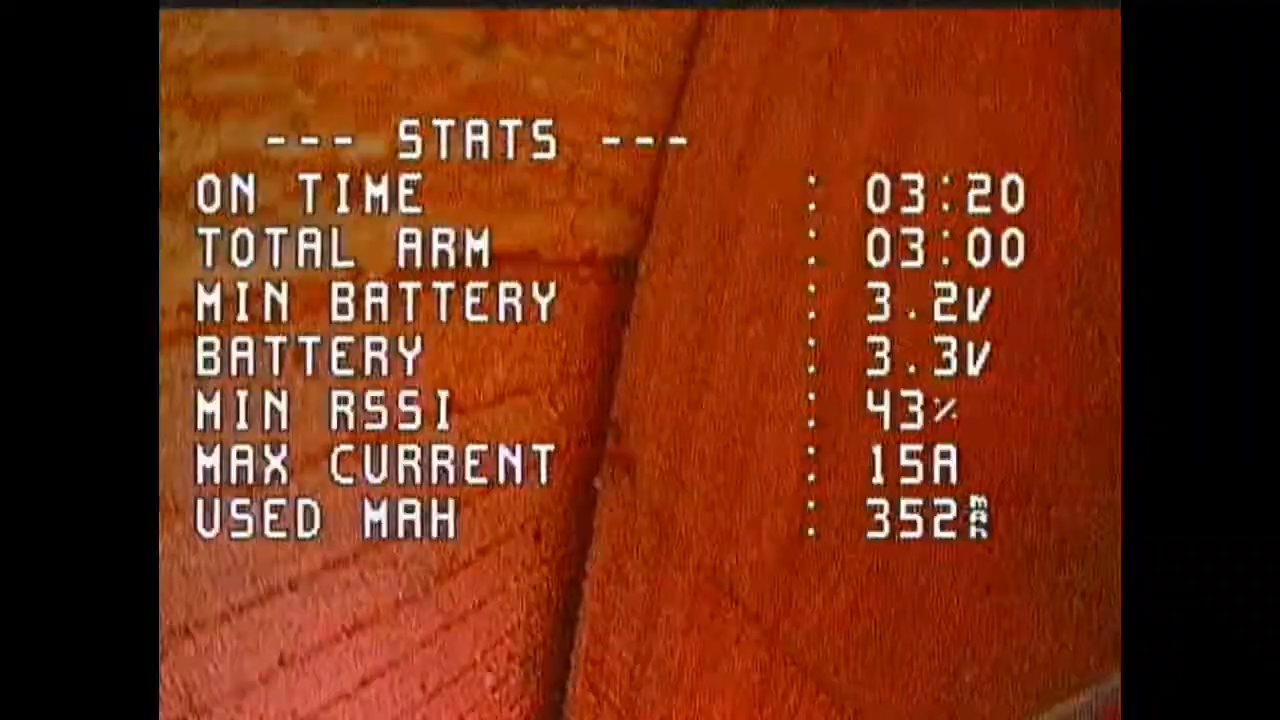 --- STATS ---
ON TIME : 03:20
TOTAL ARM : 03:00
MIN BATTERY : 3.2V
BATTERY : 3.3V
MIN RSSI : 43%
MAX CURRENT : 15A
USED MAH : 352mAh